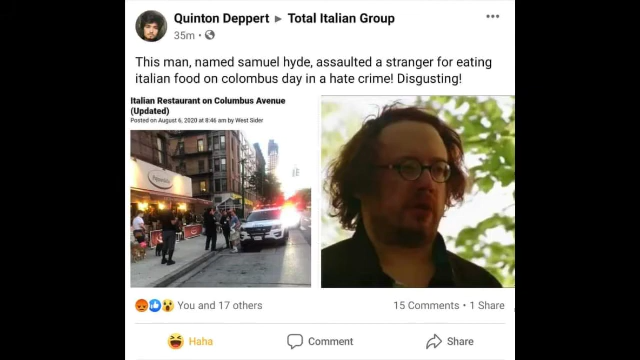 Quinton Deppert ▸ Total Italian Group
35m ·
This man, named samuel hyde, assaulted a stranger for eating
italian food on colombus day in a hate crime! Disgusting!
Italian Restaurant on Columbus Avenue
(Updated)
Posted on August 6, 2020 at 8:46 am by West Sider
You and 17 others
15 Comments • 1 Share
Haha
Comment
Share